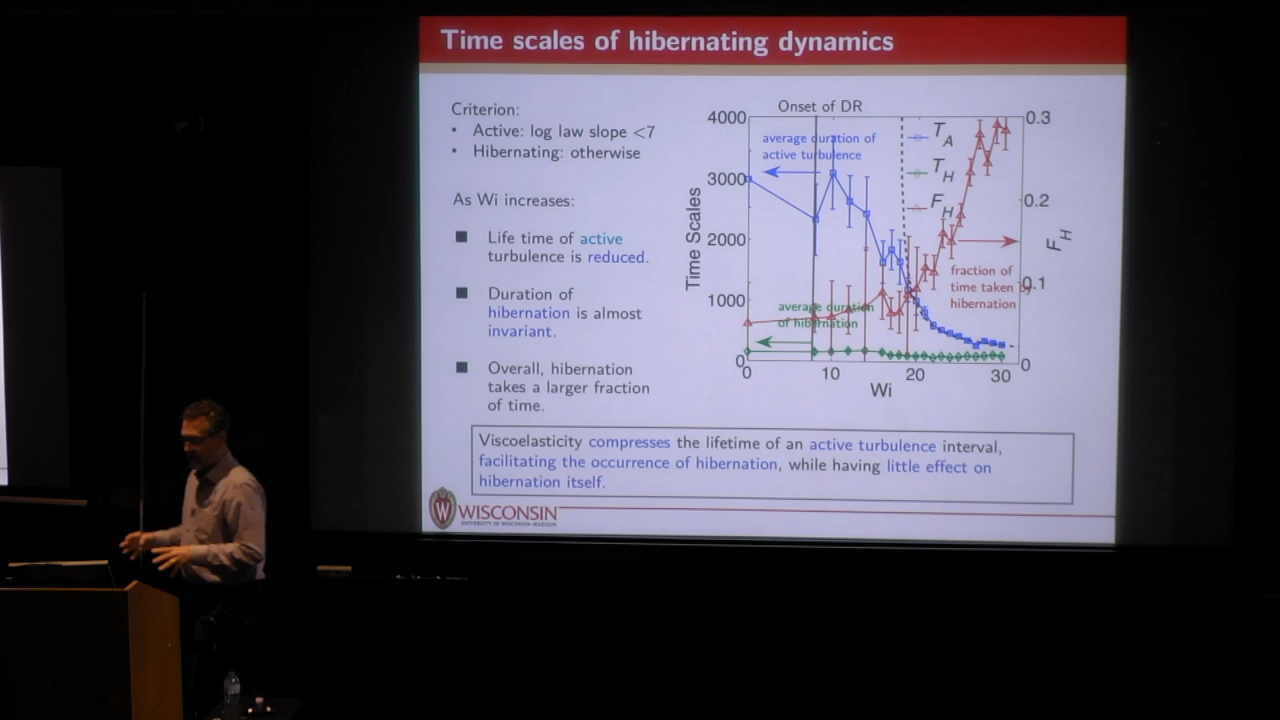 Time scales of hibernating dynamics
Criterion:
• Active: log law slope <7
• Hibernating: otherwise
As Wi increases:
■ Life time of active
turbulence is reduced.
■ Duration of
hibernation is almost
invariant.
■ Overall, hibernation
takes a larger fraction
of time.
Onset of DR
average duration of
active turbulence
T_A
T_H
F_H
fraction of
time taken by
hibernation
average duration
of hibernation
Time Scales
4000
3000
2000
1000
0
0.3
0.2
0.1
0
F_H
0 10 20 30
Wi
Viscoelasticity compresses the lifetime of an active turbulence interval,
facilitating the occurrence of hibernation, while having little effect on
hibernation itself.
W
WISCONSIN
UNIVERSITY OF WISCONSIN-MADISON